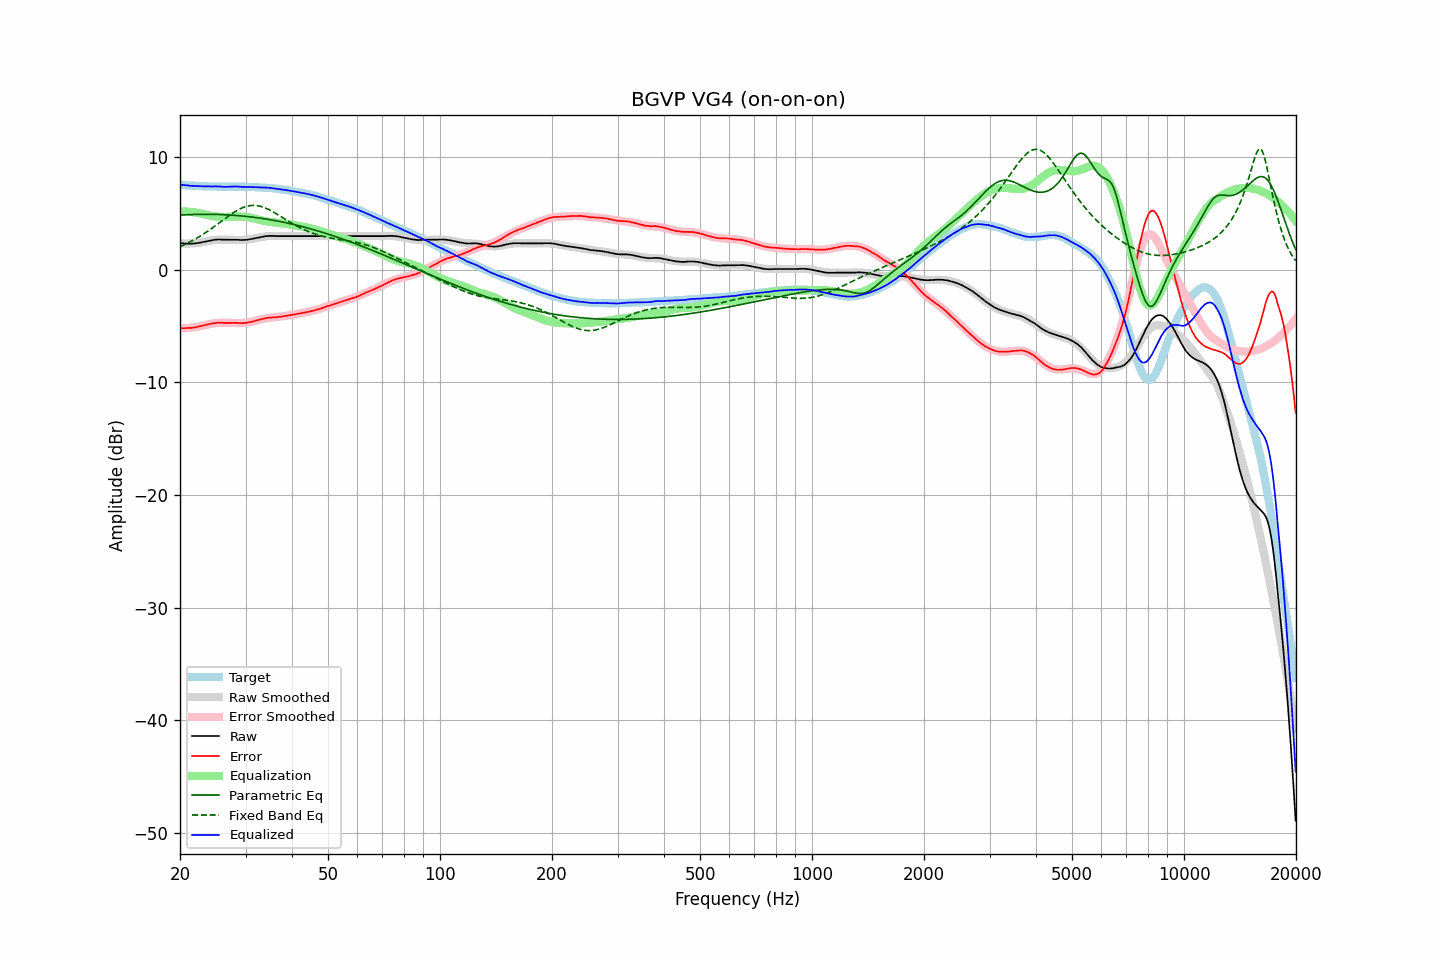 BGVP VG4 (on-on-on)
10
0
−10
−20
−30
−40
−50
Amplitude (dBr)
Target
Raw Smoothed
Error Smoothed
Raw
Error
Equalization
Parametric Eq
Fixed Band Eq
Equalized
20 50 100 200 500 1000 2000 5000 10000 20000
Frequency (Hz)